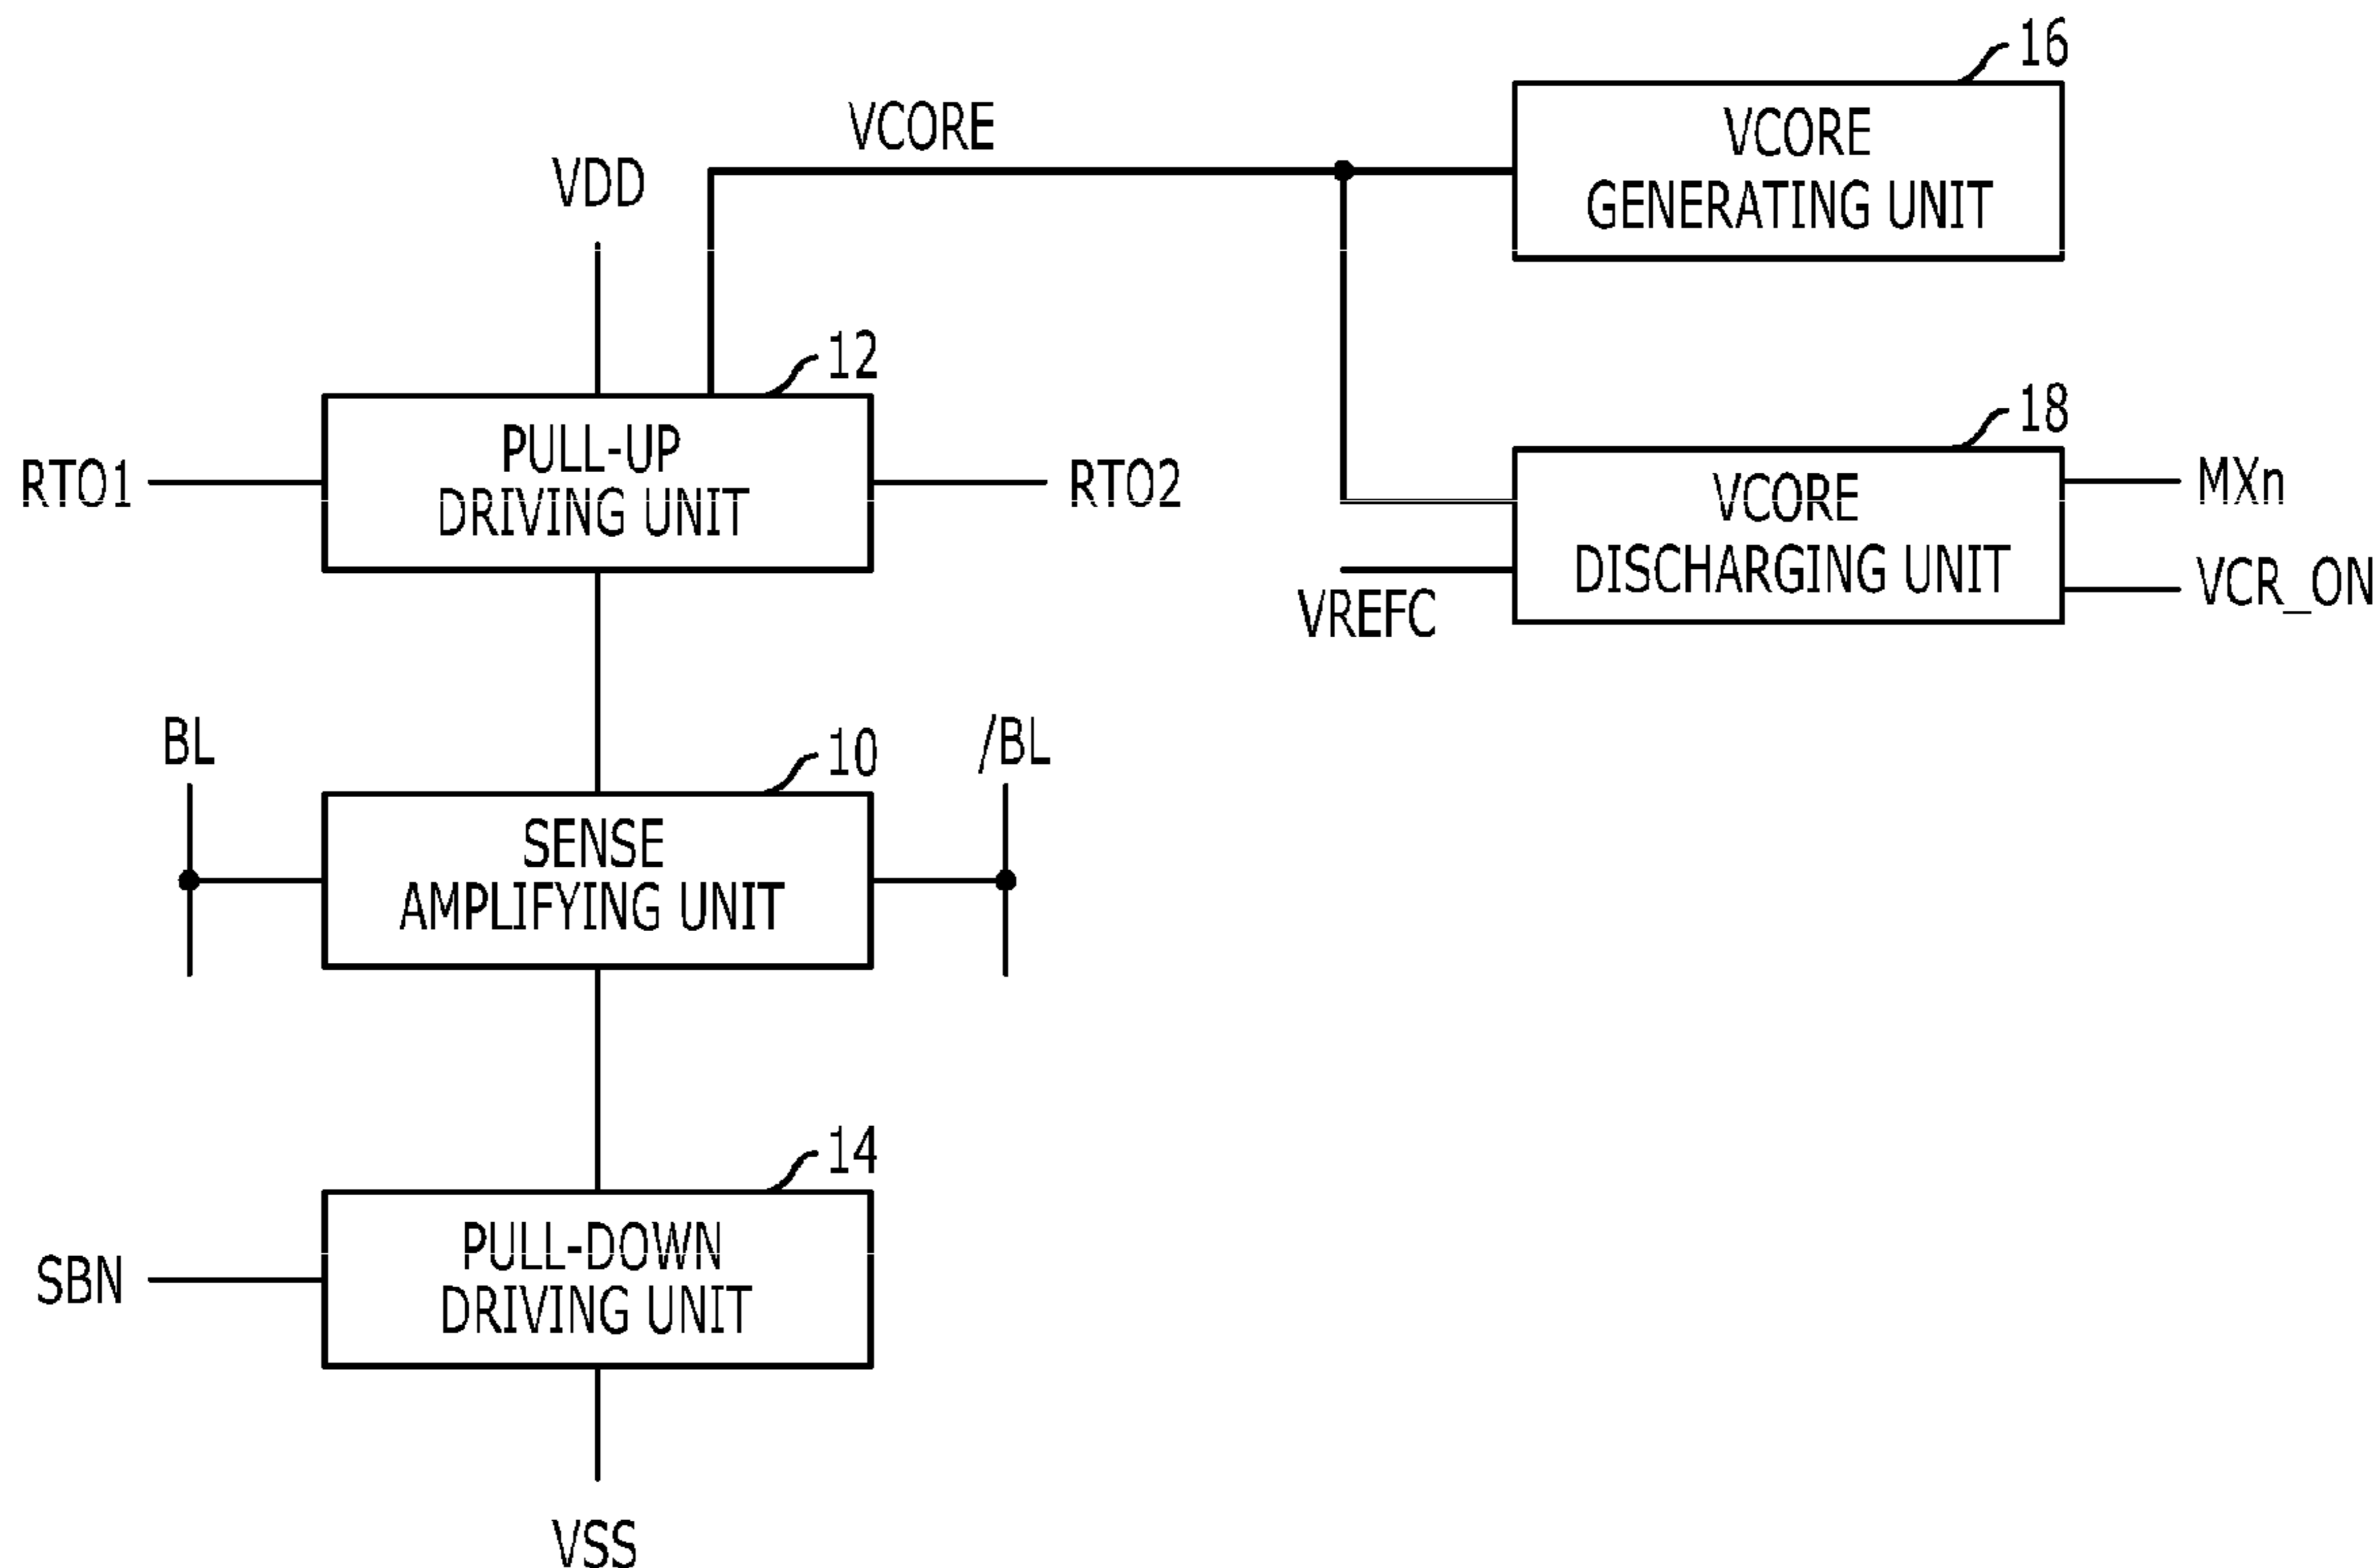 16
VCORE
GENERATING UNIT
VCORE
VDD
12
PULL-UP
DRIVING UNIT
RTO1
RTO2
18
VCORE
DISCHARGING UNIT
MXn
VCR_ON
VREFC
BL
10
/BL
SENSE
AMPLIFYING UNIT
14
PULL-DOWN
DRIVING UNIT
SBN
VSS